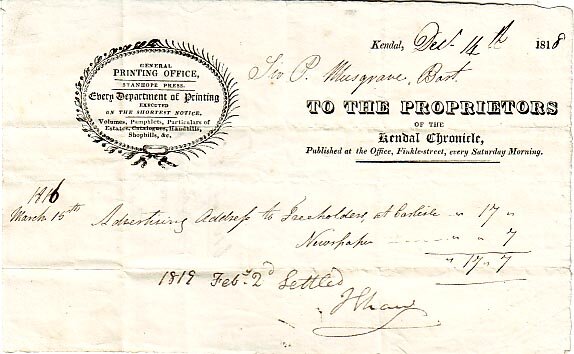 Kendal, Decr. 14th 1818
GENERAL
PRINTING OFFICE,
STANHOPE PRESS.
Every Department of Printing
EXECUTED
ON THE SHORTEST NOTICE.
Volumes, Pamphlets, Particulars of
Estates, Catalogues, Handbills,
Shopbills, &c.
Sir P. Musgrave, Bart
TO THE PROPRIETORS
OF THE
Kendal Chronicle,
Published at the Office, Finkle-street, every Saturday Morning.
1816
March 15th Advertising Address to Freeholders, at Carlisle " 17 "
Newspaper " " 7
" 17 " 7
1819 Feby. 2d Settled